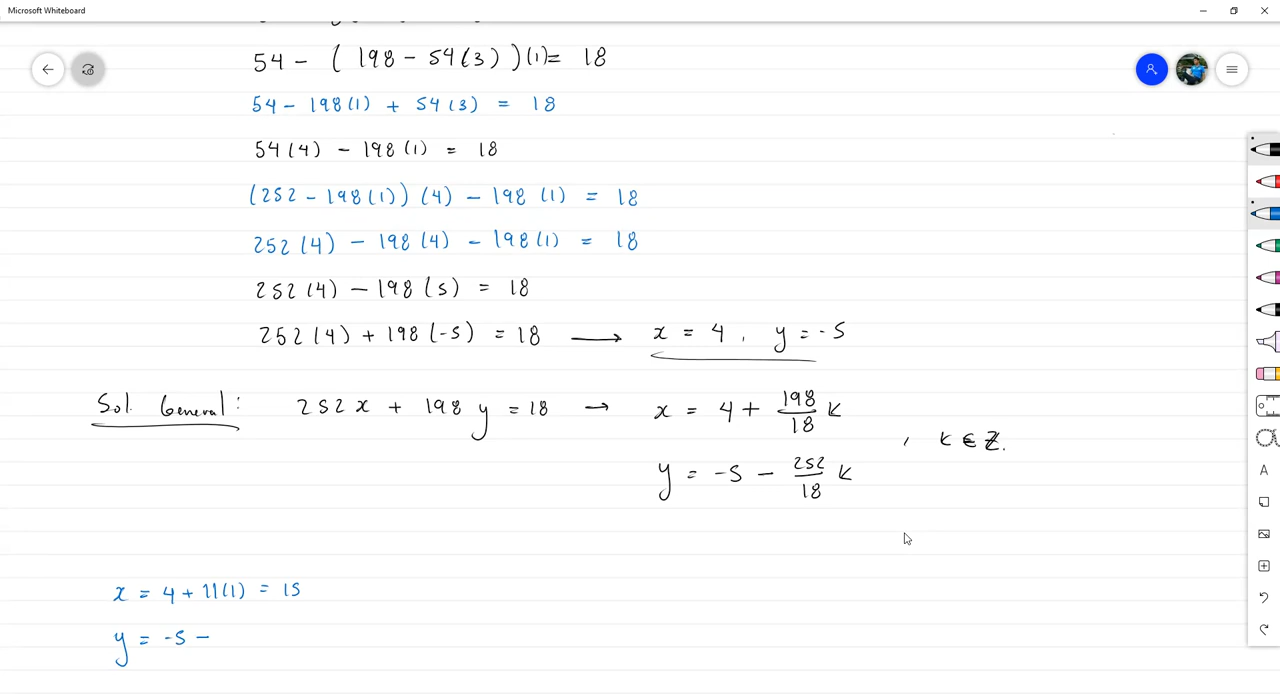 Microsoft Whiteboard
54 - (198 - 54(3))(1) = 18
54 - 198(1) + 54(3) = 18
54(4) - 198(1) = 18
(252 - 198(1))(4) - 198(1) = 18
252(4) - 198(4) - 198(1) = 18
252(4) - 198(5) = 18
252(4) + 198(-5) = 18 → x = 4, y = -5
Sol. General: 252x + 198y = 18 → x = 4 + 198/18 k
y = -5 - 252/18 k , k ∈ ℤ.
x = 4 + 11(1) = 15
y = -5 -